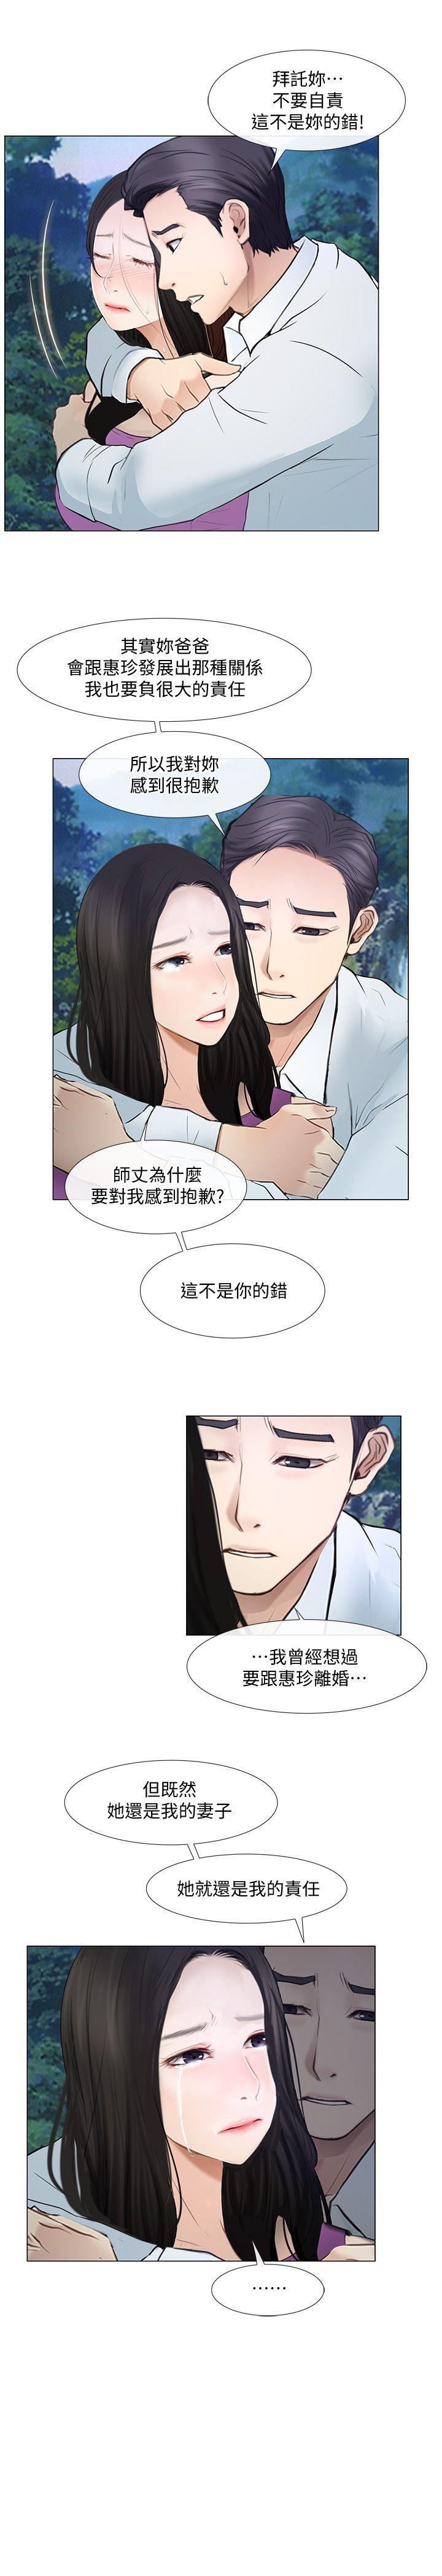 拜託妳⋯
不要自責
這不是妳的錯!
其實妳爸爸
會跟惠珍發展出那種關係
我也要負很大的責任
所以我對妳
感到很抱歉
師丈為什麼
要對我感到抱歉?
這不是你的錯
⋯我曾經想過
要跟惠珍離婚⋯
但既然
她還是我的妻子
她就還是我的責任
⋯⋯